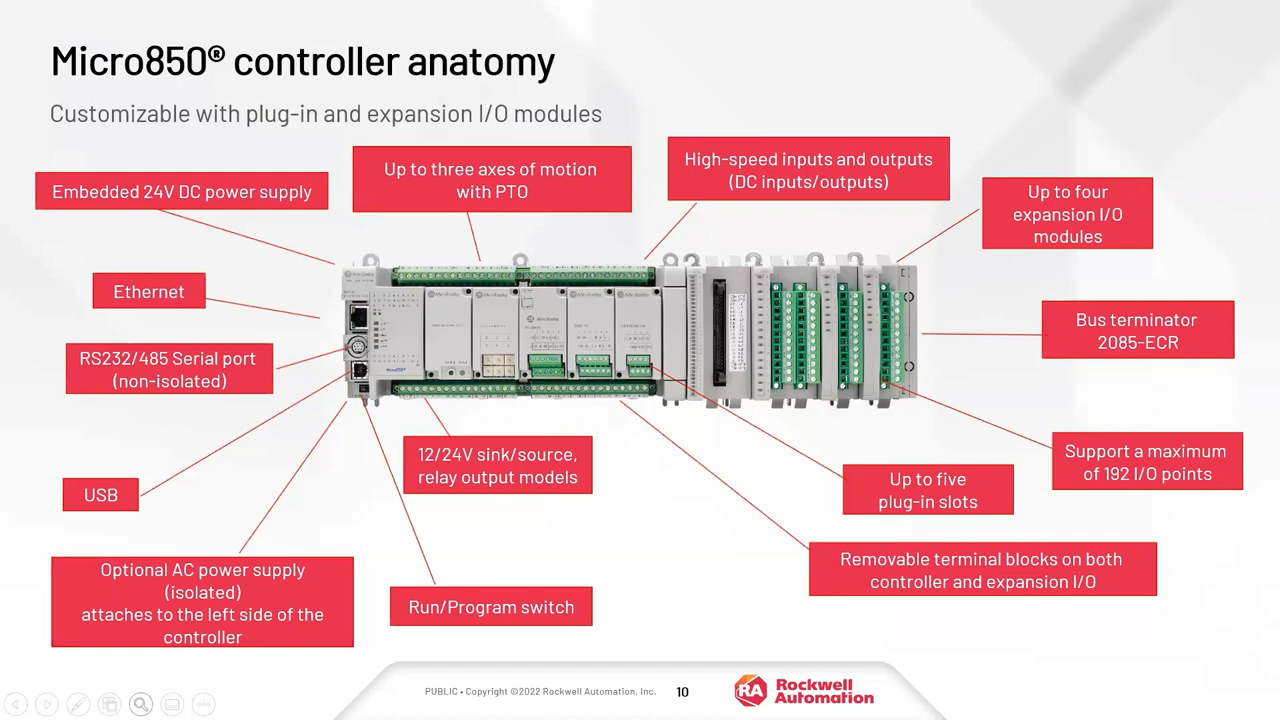 Micro850® controller anatomy
Customizable with plug-in and expansion I/O modules
Embedded 24V DC power supply
Up to three axes of motion
with PTO
High-speed inputs and outputs
(DC inputs/outputs)
Up to four
expansion I/O
modules
Ethernet
Bus terminator
2085-ECR
RS232/485 Serial port
(non-isolated)
12/24V sink/source,
relay output models
Support a maximum
of 192 I/O points
USB
Up to five
plug-in slots
Optional AC power supply
(isolated)
attaches to the left side of the
controller
Run/Program switch
Removable terminal blocks on both
controller and expansion I/O
PUBLIC • Copyright ©2022 Rockwell Automation, Inc.
10
RA
Rockwell
Automation